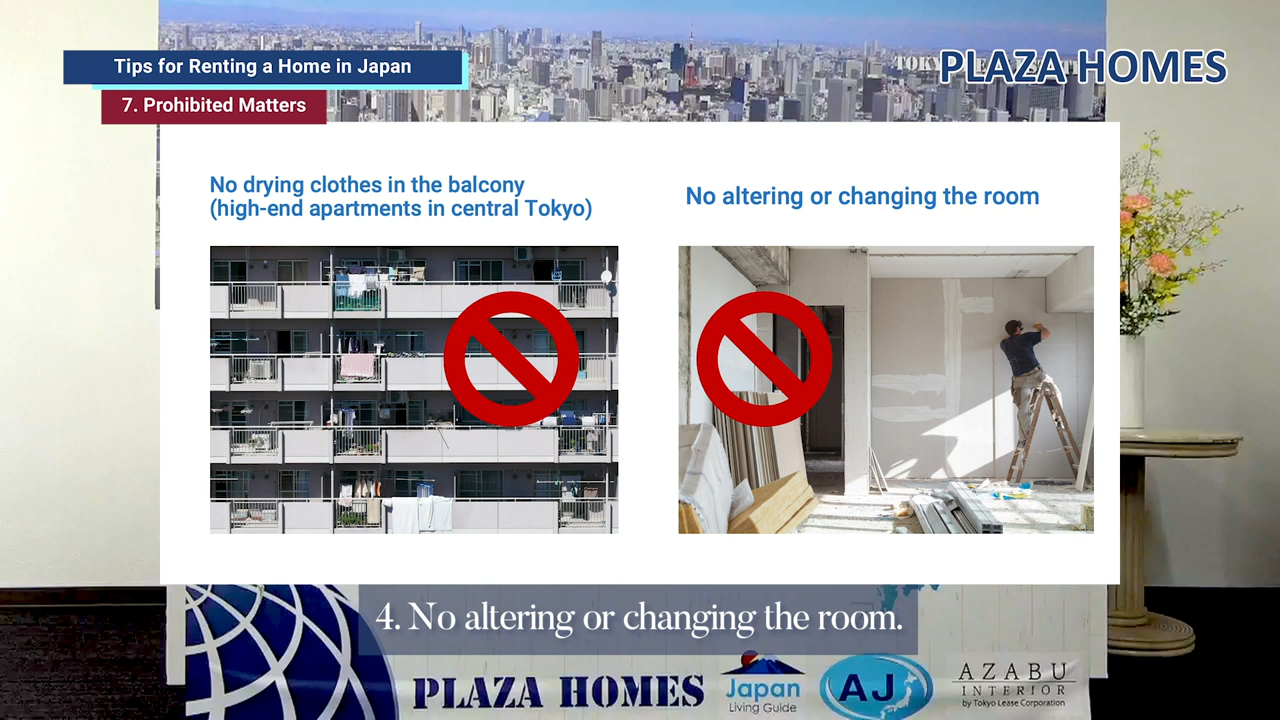 Tips for Renting a Home in Japan
PLAZA HOMES
7. Prohibited Matters
No drying clothes in the balcony
(high-end apartments in central Tokyo)
No altering or changing the room
4. No altering or changing the room.
PLAZA HOMES
Japan
Living Guide
AJ
AZABU
INTERIOR
by Tokyo Lease Corporation